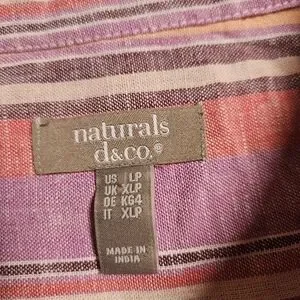 naturals
d&co.®
US LP
UK XLP
DE KG4
IT XLP
MADE IN
INDIA